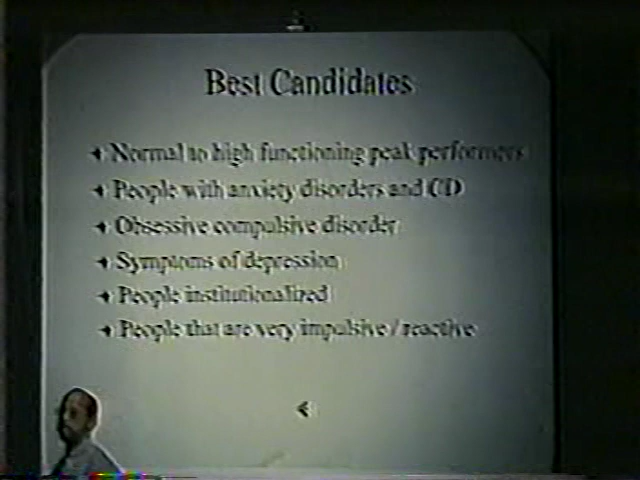 Best Candidates
Normal to high functioning peak performers
People with anxiety disorders and CD
Obsessive compulsive disorder
Symptoms of depression
People institutionalized
People that are very impulsive / reactive